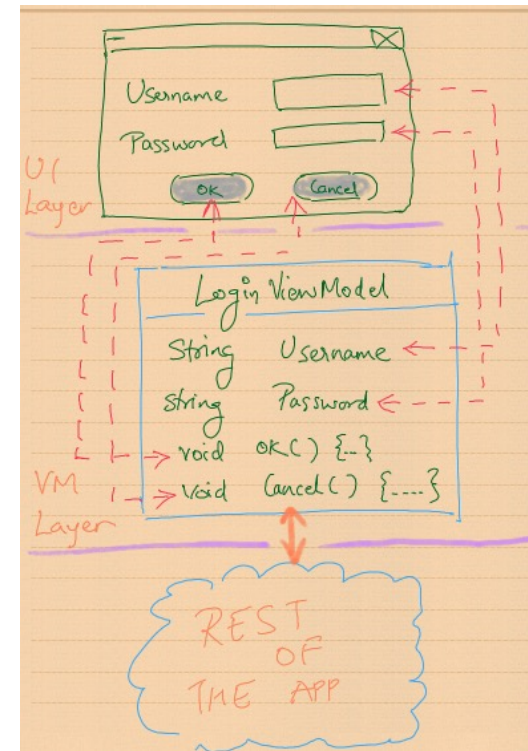 Username
Password
OK Cancel
UI
Layer
Login ViewModel
String Username
String Password
void OK() {...}
Void Cancel() {....}
VM
Layer
REST
OF
THE APP